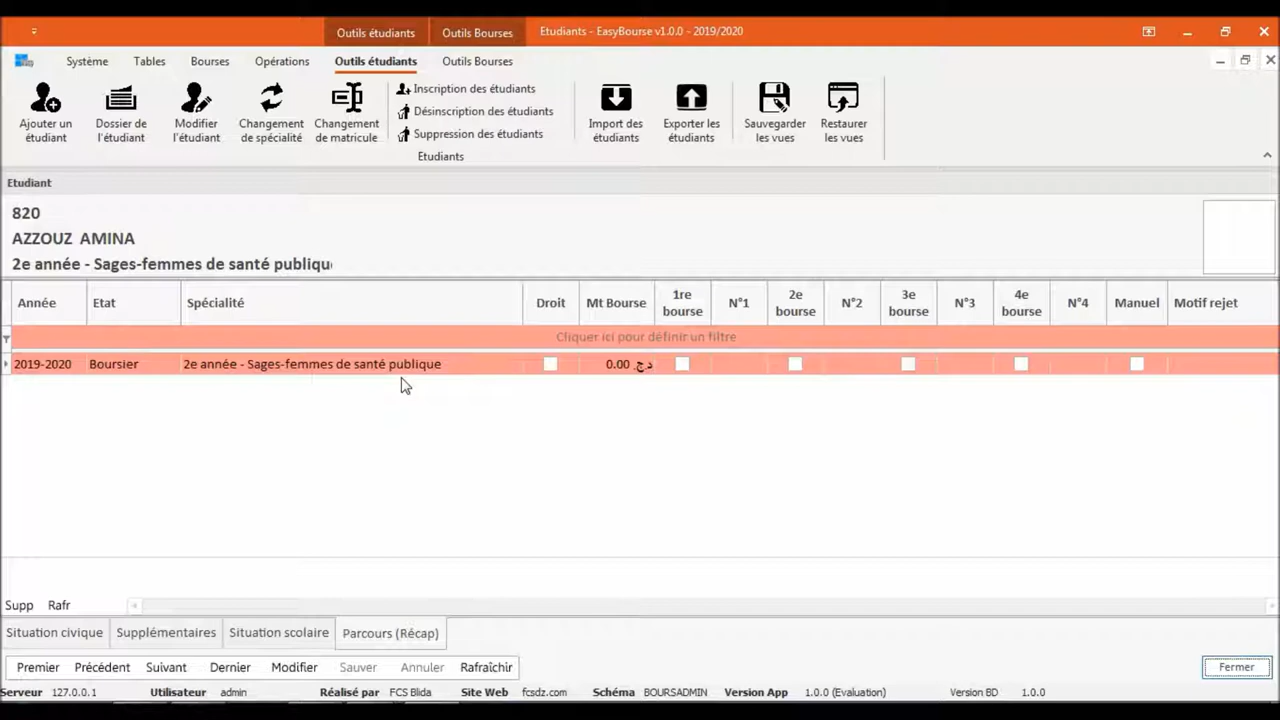 Outils étudiants Outils Bourses Etudiants - EasyBourse v1.0.0 - 2019/2020
Système Tables Bourses Opérations Outils étudiants Outils Bourses
Ajouter un étudiant
Dossier de l'étudiant
Modifier l'étudiant
Changement de spécialité
Changement de matricule
Inscription des étudiants
Désinscription des étudiants
Suppression des étudiants
Etudiants
Import des étudiants
Exporter les étudiants
Sauvegarder les vues
Restaurer les vues
Etudiant
820
AZZOUZ AMINA
2e année - Sages-femmes de santé publiqu
Année Etat Spécialité Droit Mt Bourse 1re bourse N°1 2e bourse N°2 3e bourse N°3 4e bourse N°4 Manuel Motif rejet
Cliquer ici pour définir un filtre
2019-2020 Boursier 2e année - Sages-femmes de santé publique 0.00 د.ج.
Supp Rafr
Situation civique Supplémentaires Situation scolaire Parcours (Récap)
Premier Précédent Suivant Dernier Modifier Sauver Annuler Rafraîchir Fermer
Serveur 127.0.0.1 Utilisateur admin Réalisé par FCS Blida Site Web fcsdz.com Schéma BOURSADMIN Version App 1.0.0 (Evaluation) Version BD 1.0.0